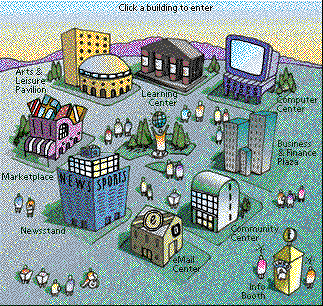 Click a building to enter
Arts &
Leisure
Pavilion
Learning
Center
Computer
Center
Business
& Finance
Plaza
Marketplace
NEWS SPORTS
Newsstand
Community
Center
eMail
Center
Info
Booth